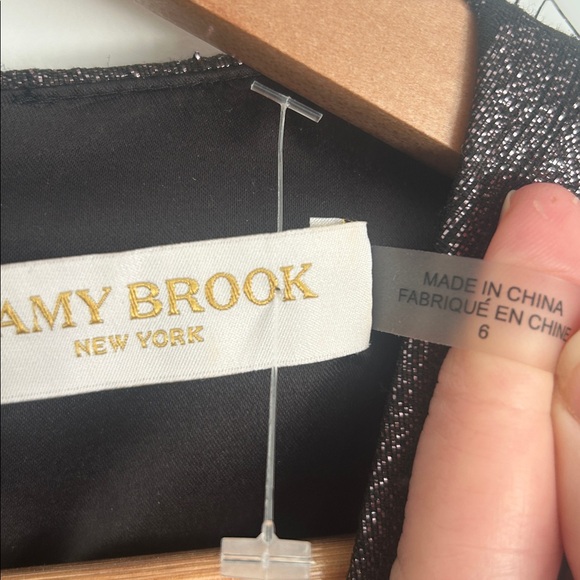 AMY BROOK
NEW YORK
MADE IN CHINA
FABRIQUÉ EN CHINE
6